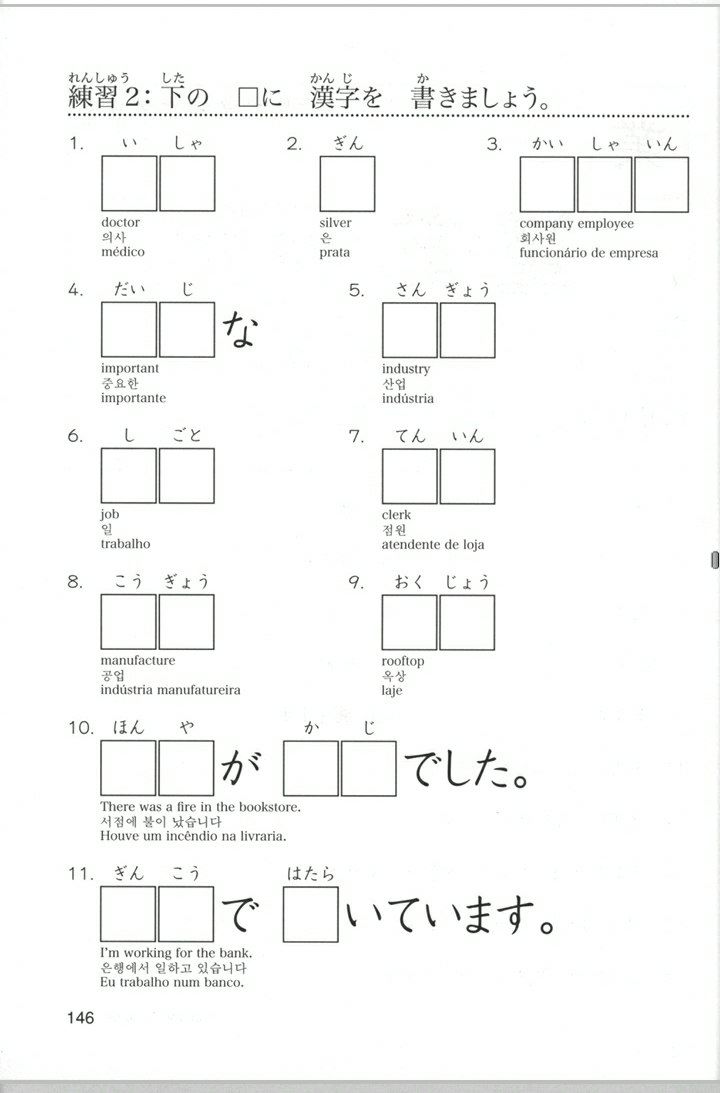 れんしゅう した かん じ か
練習2: 下の □に 漢字を 書きましょう。
1. い しゃ
doctor
의사
médico
2. ぎん
silver
은
prata
3. かい しゃ いん
company employee
회사원
funcionário de empresa
4. だい じ
な
important
중요한
importante
5. さん ぎょう
industry
산업
indústria
6. し ごと
job
일
trabalho
7. てん いん
clerk
점원
atendente de loja
8. こう ぎょう
manufacture
공업
indústria manufatureira
9. おく じょう
rooftop
옥상
laje
10. ほん や か じ
が でした。
There was a fire in the bookstore.
서점에 불이 났습니다
Houve um incêndio na livraria.
11. ぎん こう はたら
で いています。
I'm working for the bank.
은행에서 일하고 있습니다
Eu trabalho num banco.
146